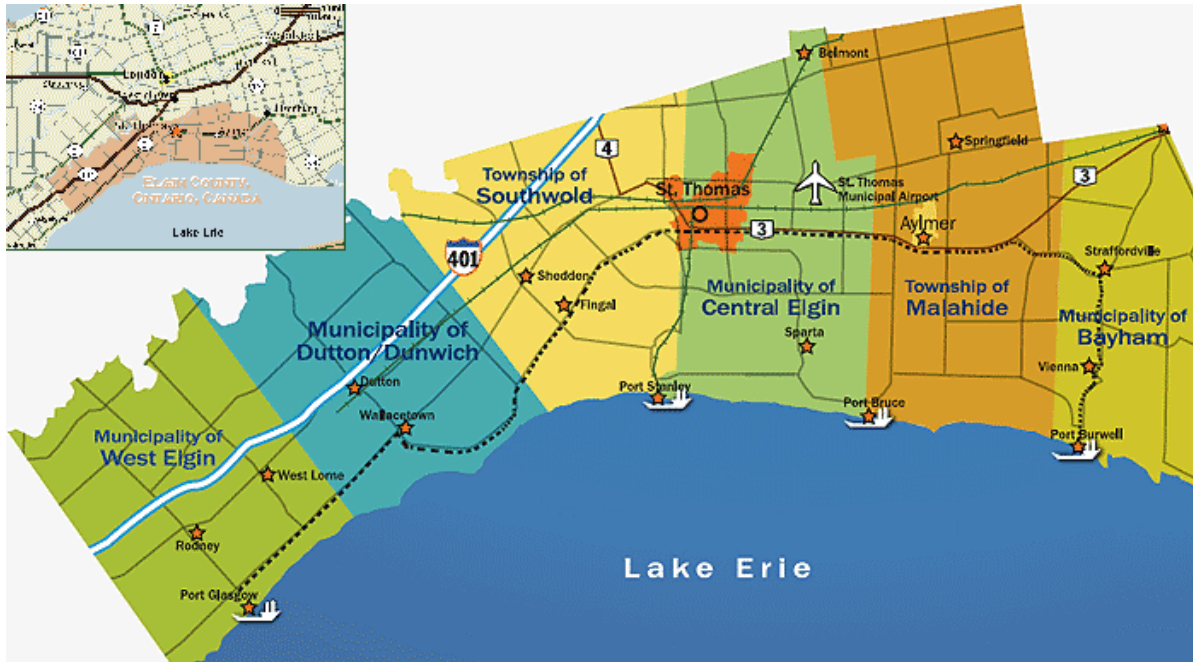 London
ELGIN COUNTY,
ONTARIO, CANADA
Lake Erie
Belmont
Springfield
4
3
Township of
Southwold
St. Thomas
St. Thomas
Municipal Airport
3
Aylmer
Straffordville
401
Shedden
Fingal
Municipality of
Central Elgin
Township of
Malahide
Municipality of
Bayham
Municipality of
Dutton/Dunwich
Sparta
Vienna
Dutton
Port Stanley
Wallacetown
Port Bruce
Municipality of
West Elgin
Port Burwell
West Lorne
Rodney
Lake Erie
Port Glasgow